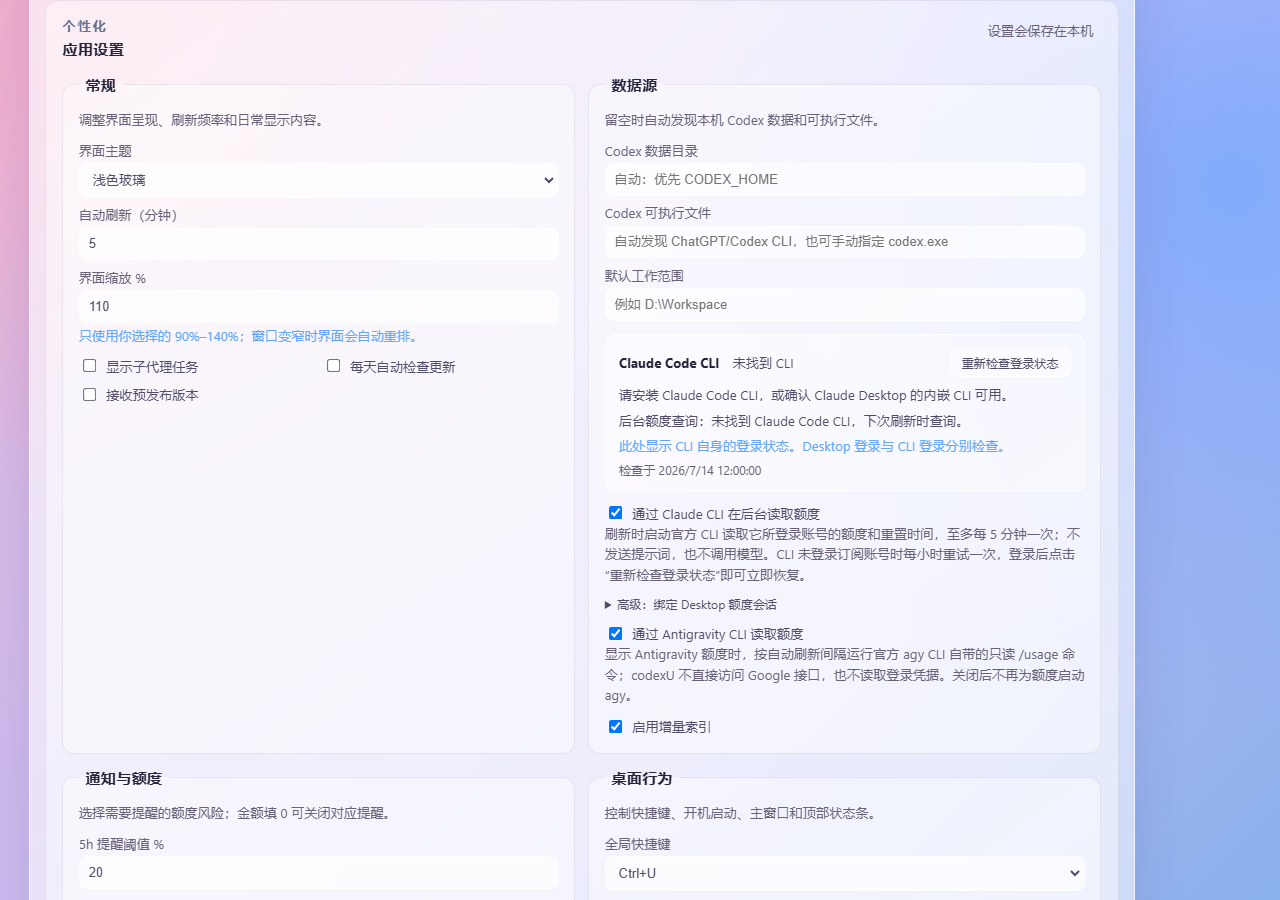 个性化
应用设置
设置会保存在本机
常规
调整界面呈现、刷新频率和日常显示内容。
界面主题
浅色玻璃
自动刷新（分钟）
5
界面缩放 %
110
只使用你选择的 90%–140%；窗口变窄时界面会自动重排。
显示子代理任务
每天自动检查更新
接收预发布版本
数据源
留空时自动发现本机 Codex 数据和可执行文件。
Codex 数据目录
自动：优先 CODEX_HOME
Codex 可执行文件
自动发现 ChatGPT/Codex CLI，也可手动指定 codex.exe
默认工作范围
例如 D:\Workspace
Claude Code CLI 未找到 CLI
重新检查登录状态
请安装 Claude Code CLI，或确认 Claude Desktop 的内嵌 CLI 可用。
后台额度查询：未找到 Claude Code CLI，下次刷新时查询。
此处显示 CLI 自身的登录状态。Desktop 登录与 CLI 登录分别检查。
检查于 2026/7/14 12:00:00
通过 Claude CLI 在后台读取额度
刷新时启动官方 CLI 读取它所登录账号的额度和重置时间，至多每 5 分钟一次；不
发送提示词，也不调用模型。CLI 未登录订阅账号时每小时重试一次，登录后点击
“重新检查登录状态”即可立即恢复。
高级：绑定 Desktop 额度会话
通过 Antigravity CLI 读取额度
显示 Antigravity 额度时，按自动刷新间隔运行官方 agy CLI 自带的只读 /usage 命
令；codexU 不直接访问 Google 接口，也不读取登录凭据。关闭后不再为额度启动
agy。
启用增量索引
通知与额度
选择需要提醒的额度风险；金额填 0 可关闭对应提醒。
5h 提醒阈值 %
20
桌面行为
控制快捷键、开机启动、主窗口和顶部状态条。
全局快捷键
Ctrl+U